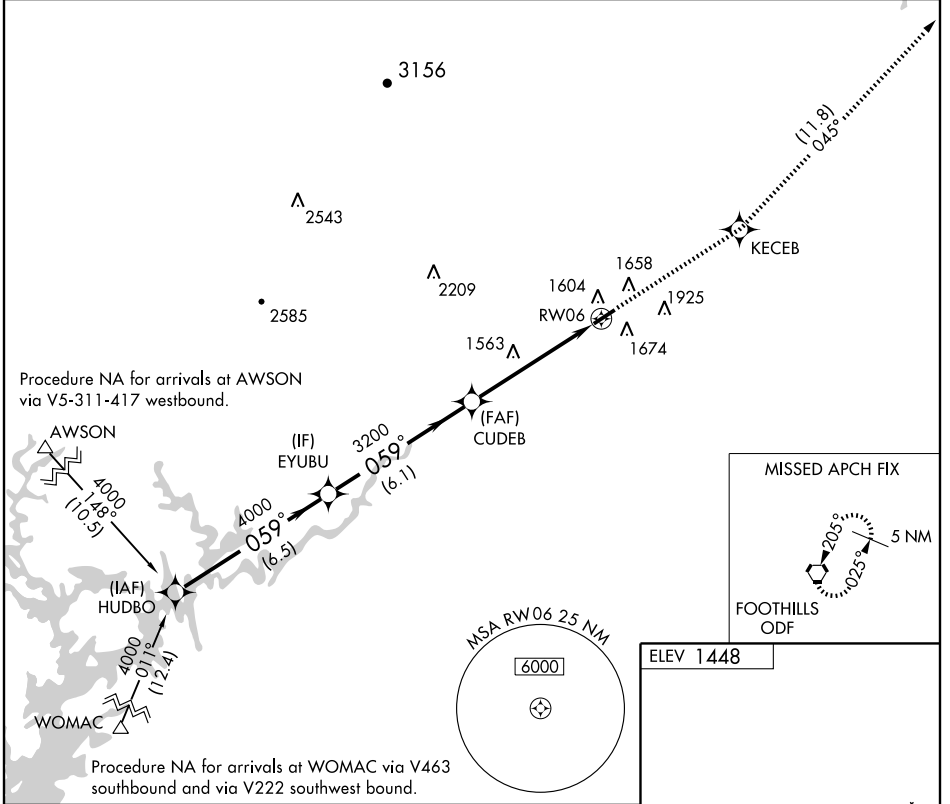 3156
(11.8)
045°
2543
KECEB
2209
1658
1604
1925
2585
RW06
1674
1563
Procedure NA for arrivals at AWSON
via V5-311-417 westbound.
AWSON
(FAF)
CUDEB
(IF)
EYUBU
3200
059°
(6.1)
4000
148°
(10.5)
4000
059°
(6.5)
MISSED APCH FIX
205°
5 NM
025°
(IAF)
HUDBO
FOOTHILLS
ODF
4000
011°
(12.4)
MSA RW06 25 NM
6000
ELEV 1448
WOMAC
Procedure NA for arrivals at WOMAC via V463
southbound and via V222 southwest bound.